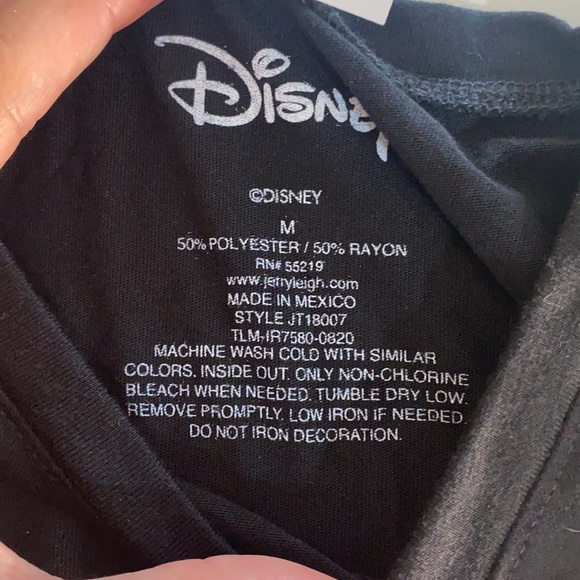 Disney
©DISNEY
M
50% POLYESTER / 50% RAYON
RN# 55219
www.jerryleigh.com
MADE IN MEXICO
STYLE JT18007
TLM-IR7580-0820
MACHINE WASH COLD WITH SIMILAR
COLORS. INSIDE OUT. ONLY NON-CHLORINE
BLEACH WHEN NEEDED. TUMBLE DRY LOW.
REMOVE PROMPTLY. LOW IRON IF NEEDED.
DO NOT IRON DECORATION.